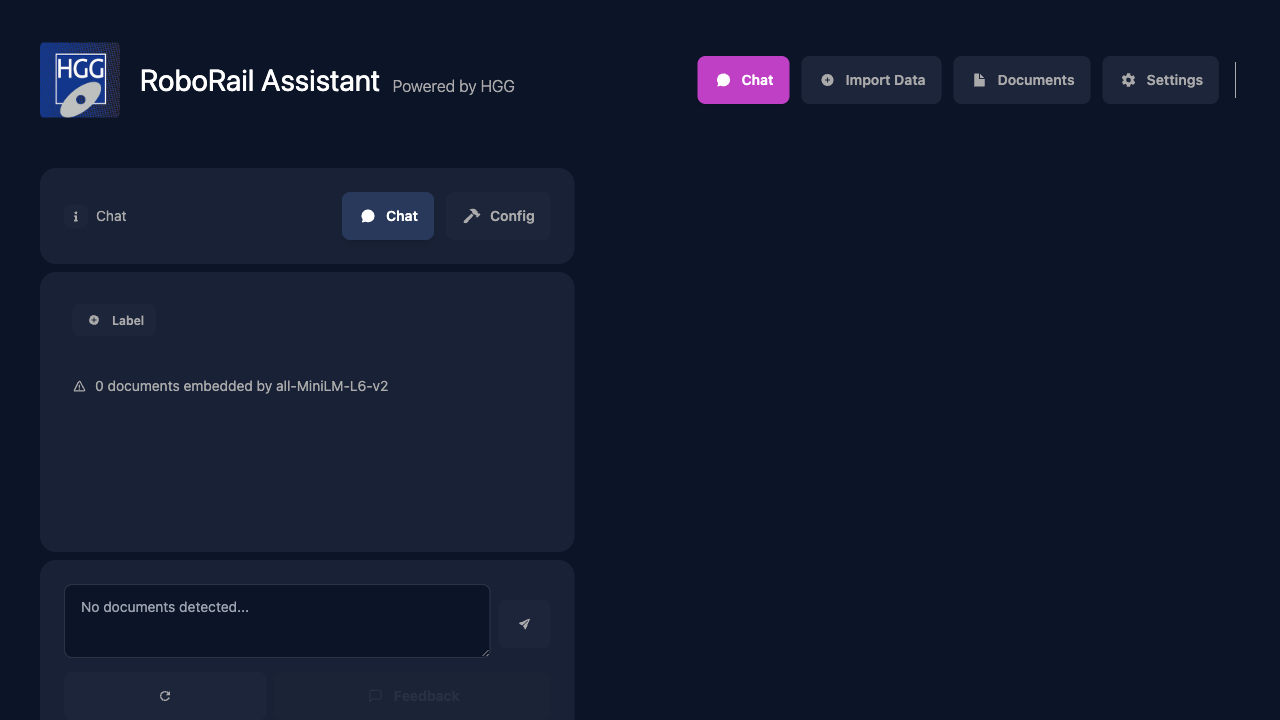 HGG
RoboRail Assistant Powered by HGG
Chat Import Data Documents Settings
Chat Chat Config
Label
0 documents embedded by all-MiniLM-L6-v2
No documents detected...
Feedback